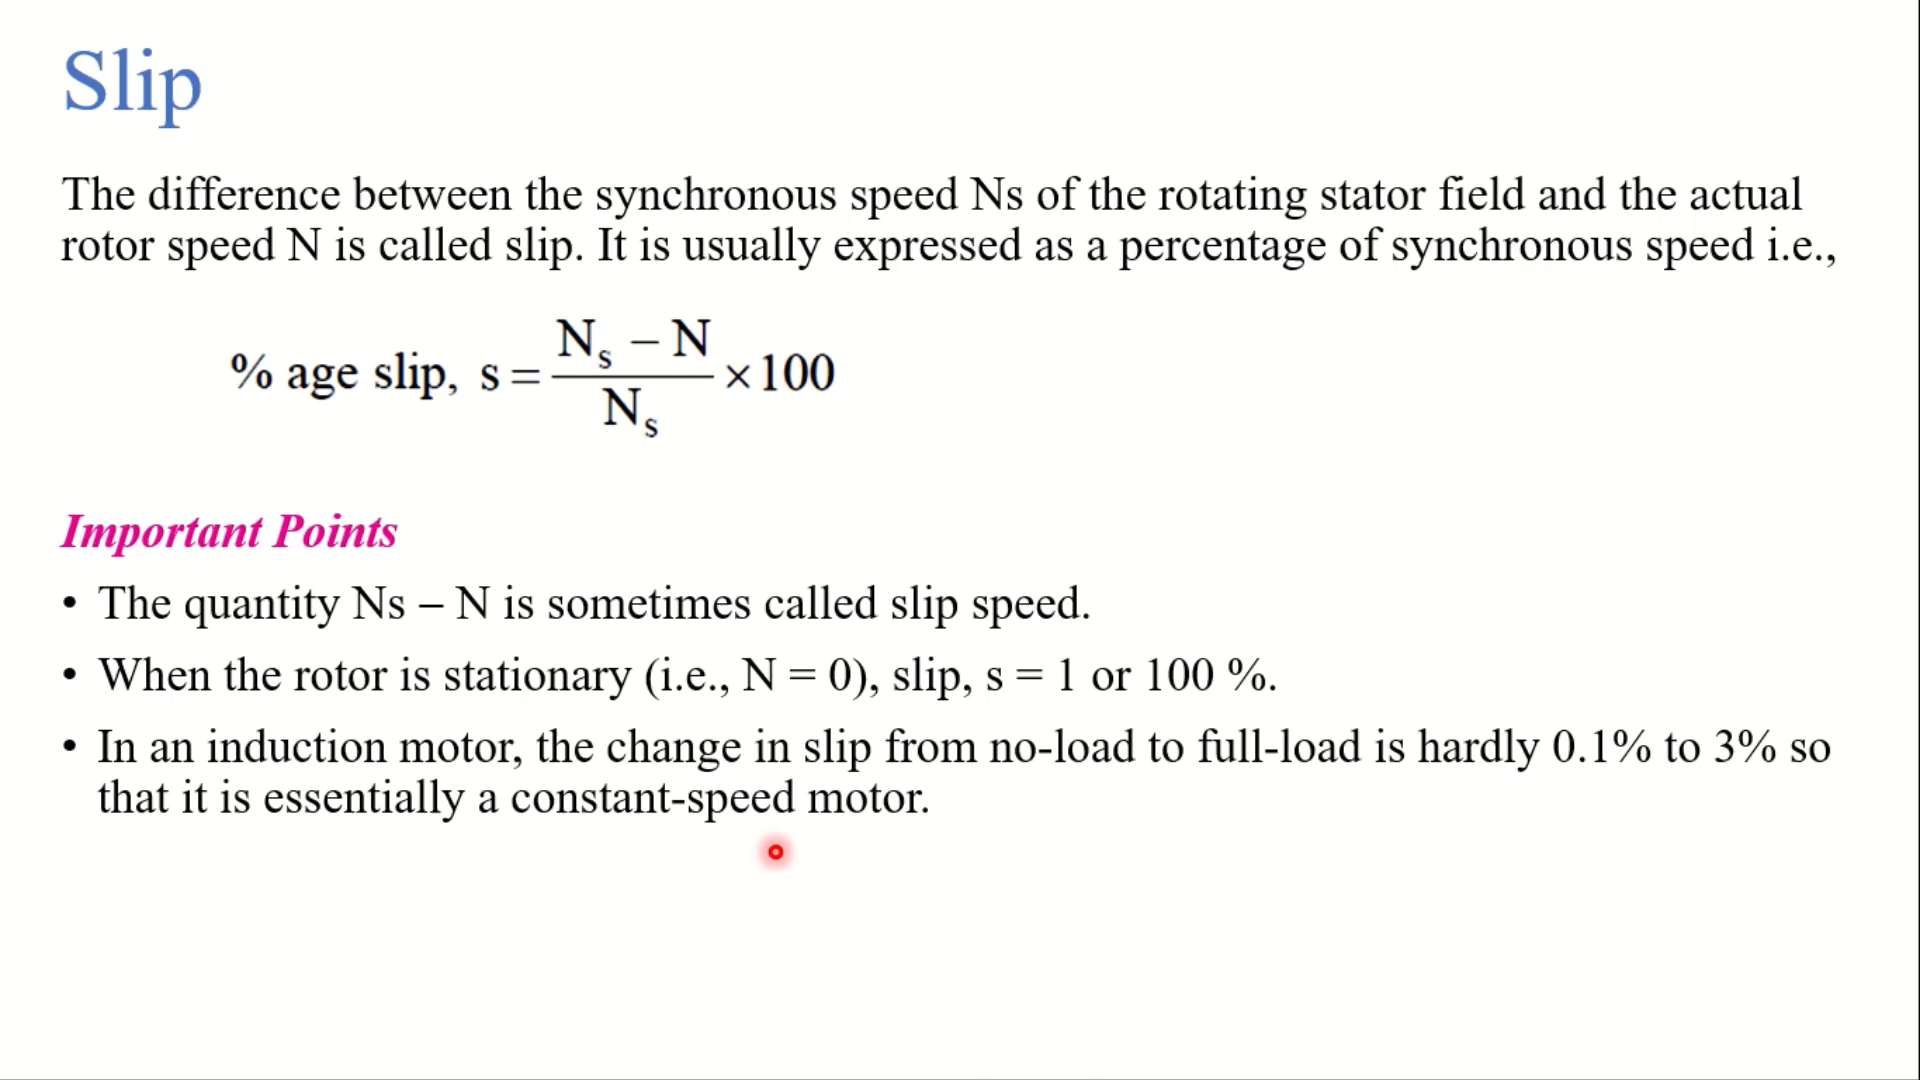 Slip
The difference between the synchronous speed Ns of the rotating stator field and the actual
rotor speed N is called slip. It is usually expressed as a percentage of synchronous speed i.e.,
% age slip, s = (Nₛ – N) / Nₛ × 100
Important Points
• The quantity Ns – N is sometimes called slip speed.
• When the rotor is stationary (i.e., N = 0), slip, s = 1 or 100 %.
• In an induction motor, the change in slip from no-load to full-load is hardly 0.1% to 3% so
that it is essentially a constant-speed motor.